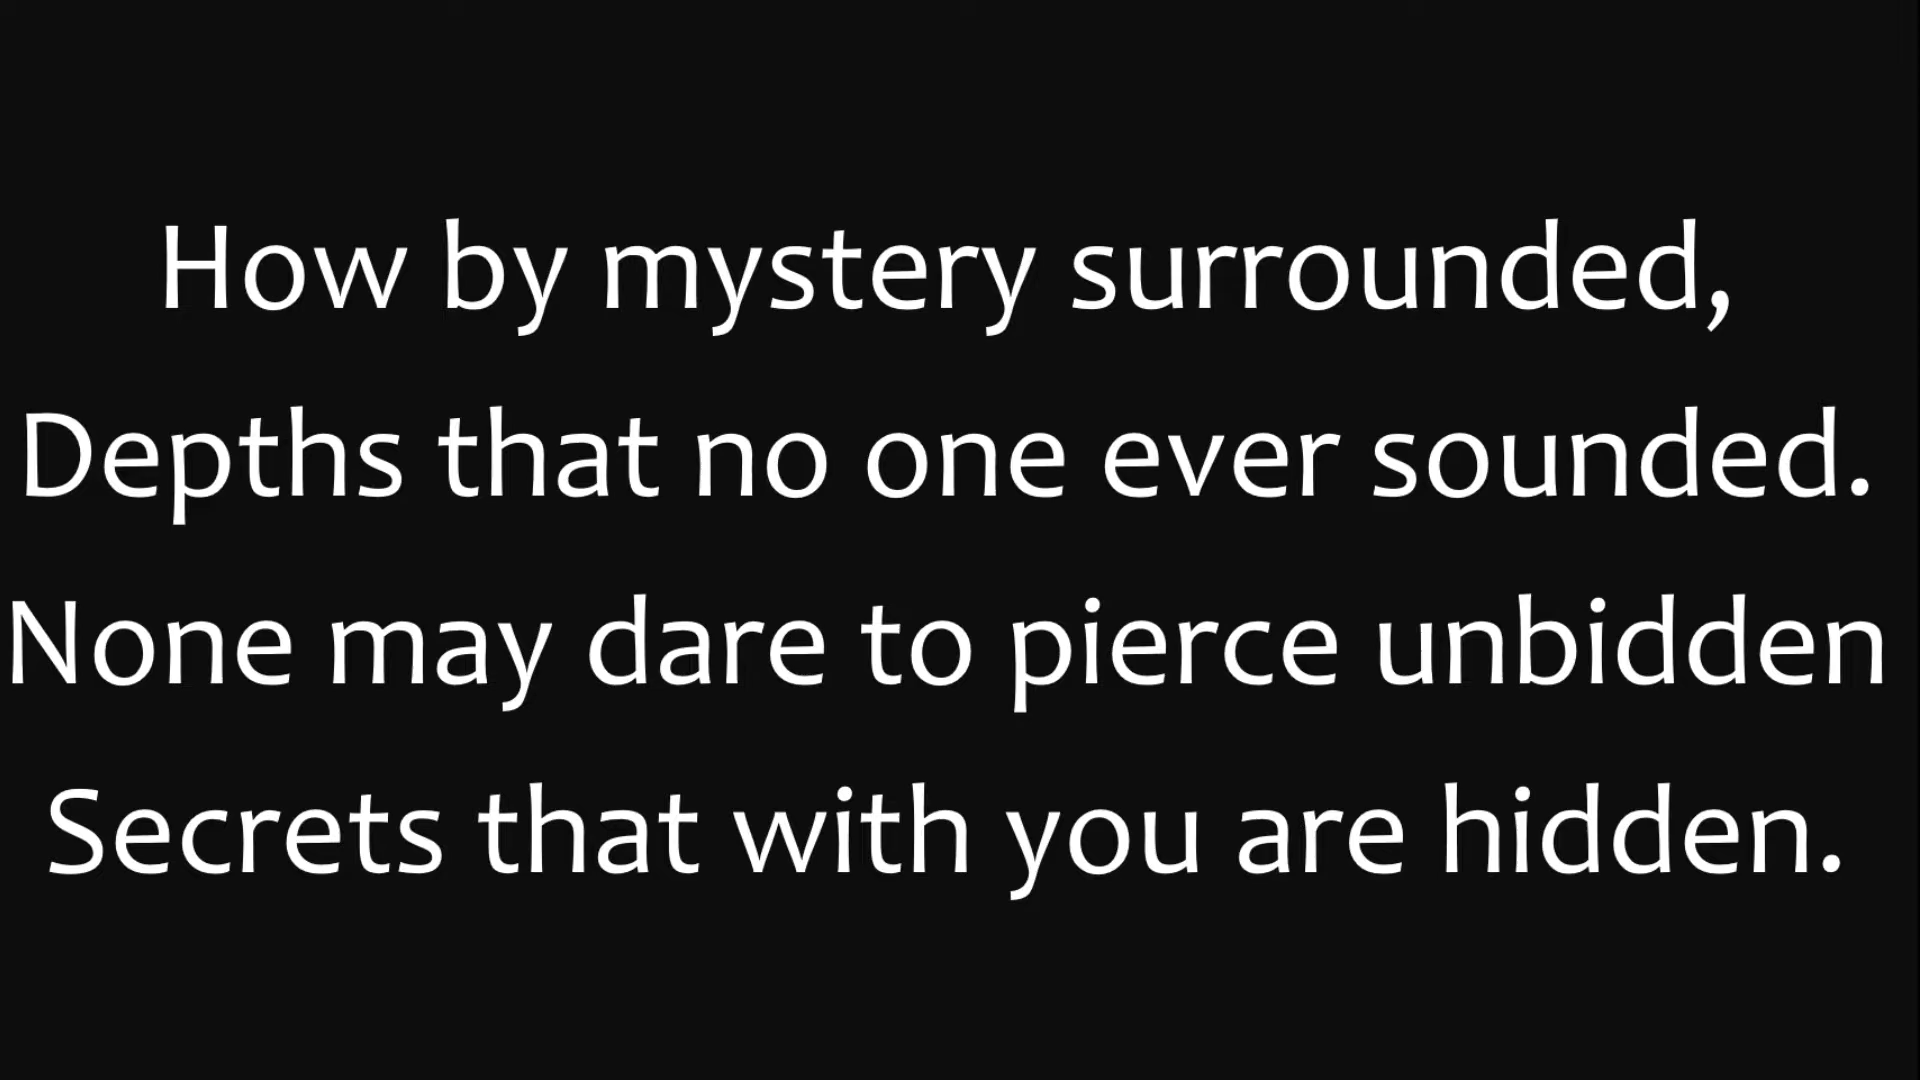 How by mystery surrounded,
Depths that no one ever sounded.
None may dare to pierce unbidden
Secrets that with you are hidden.